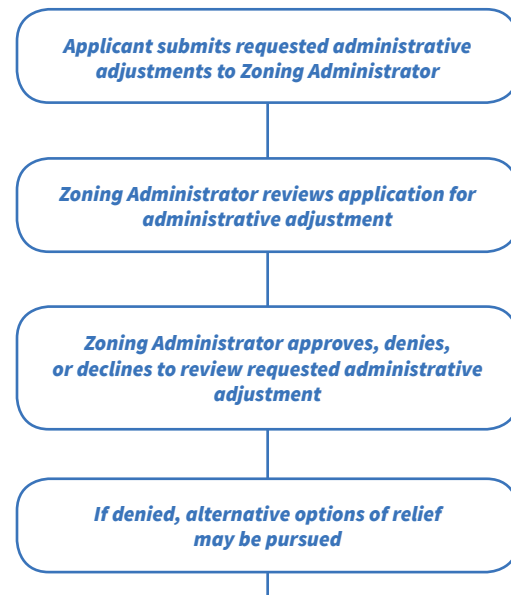 Applicant submits requested administrative
adjustments to Zoning Administrator
Zoning Administrator reviews application for
administrative adjustment
Zoning Administrator approves, denies,
or declines to review requested administrative
adjustment
If denied, alternative options of relief
may be pursued